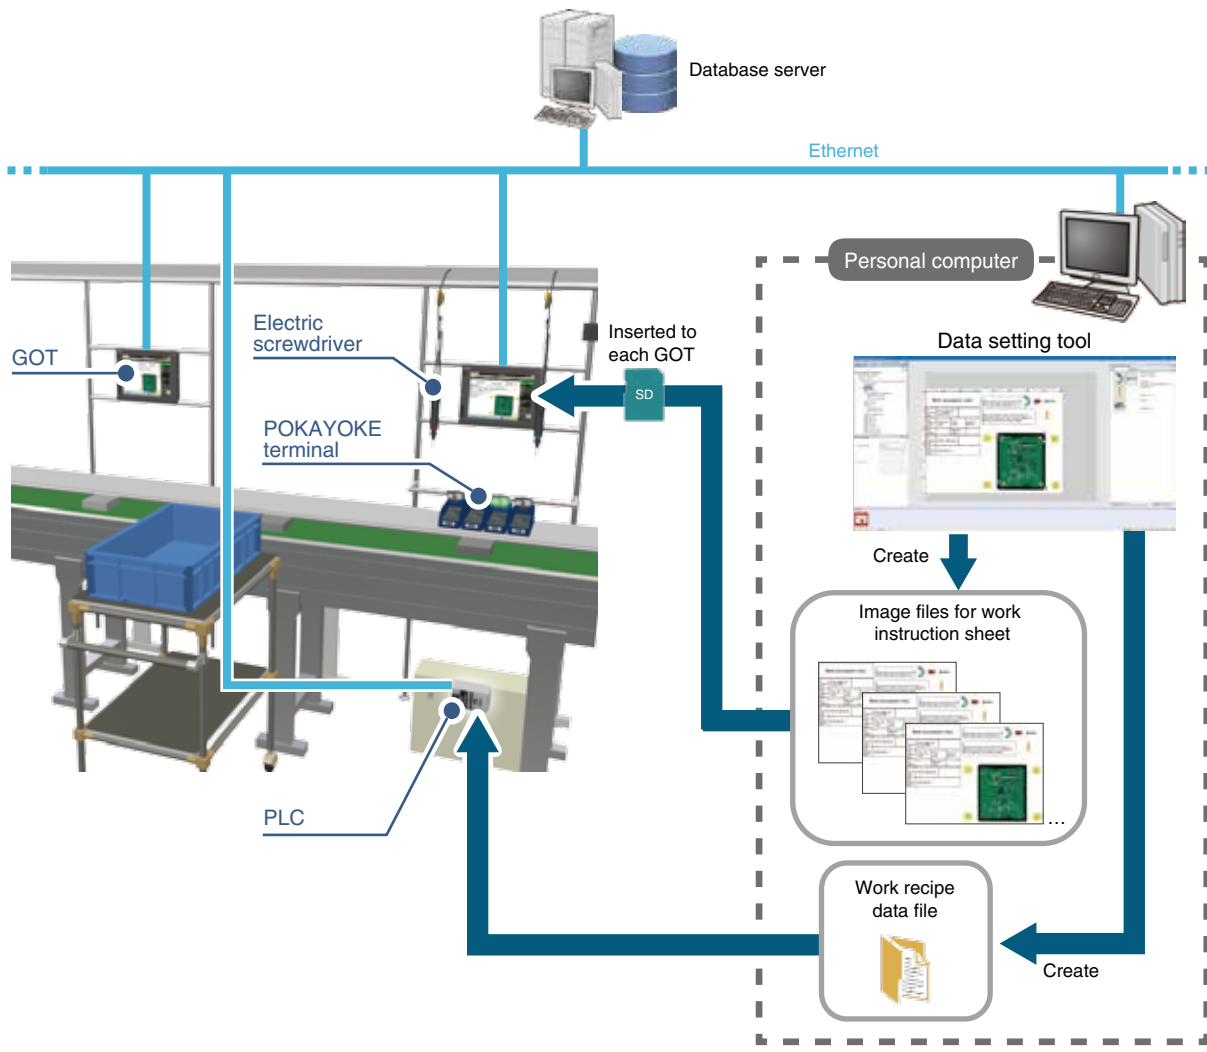 Database server
Ethernet
Personal computer
Electric
screwdriver
Inserted to
each GOT
GOT
SD
Data setting tool
POKAYOKE
terminal
Create
Image files for work
instruction sheet
PLC
...
Work recipe
data file
Create